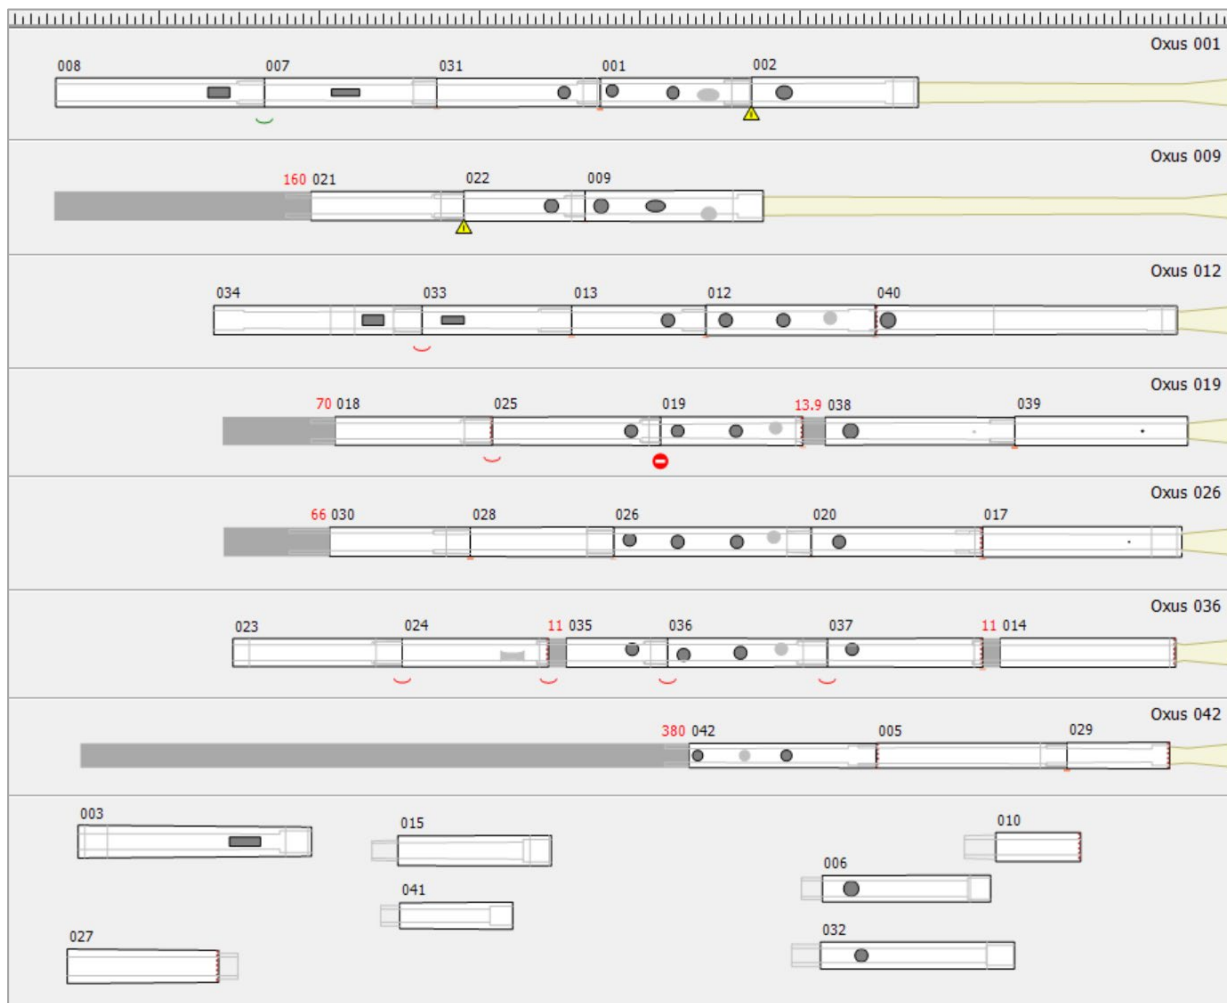 Oxus 001
008 007 031 001 002
Oxus 009
160 021 022 009
Oxus 012
034 033 013 012 040
Oxus 019
70 018 025 019 13.9 038 039
Oxus 026
66 030 028 026 020 017
Oxus 036
023 024 11 035 036 037 11 014
Oxus 042
380 042 005 029
003 015 010
006
041
027 032